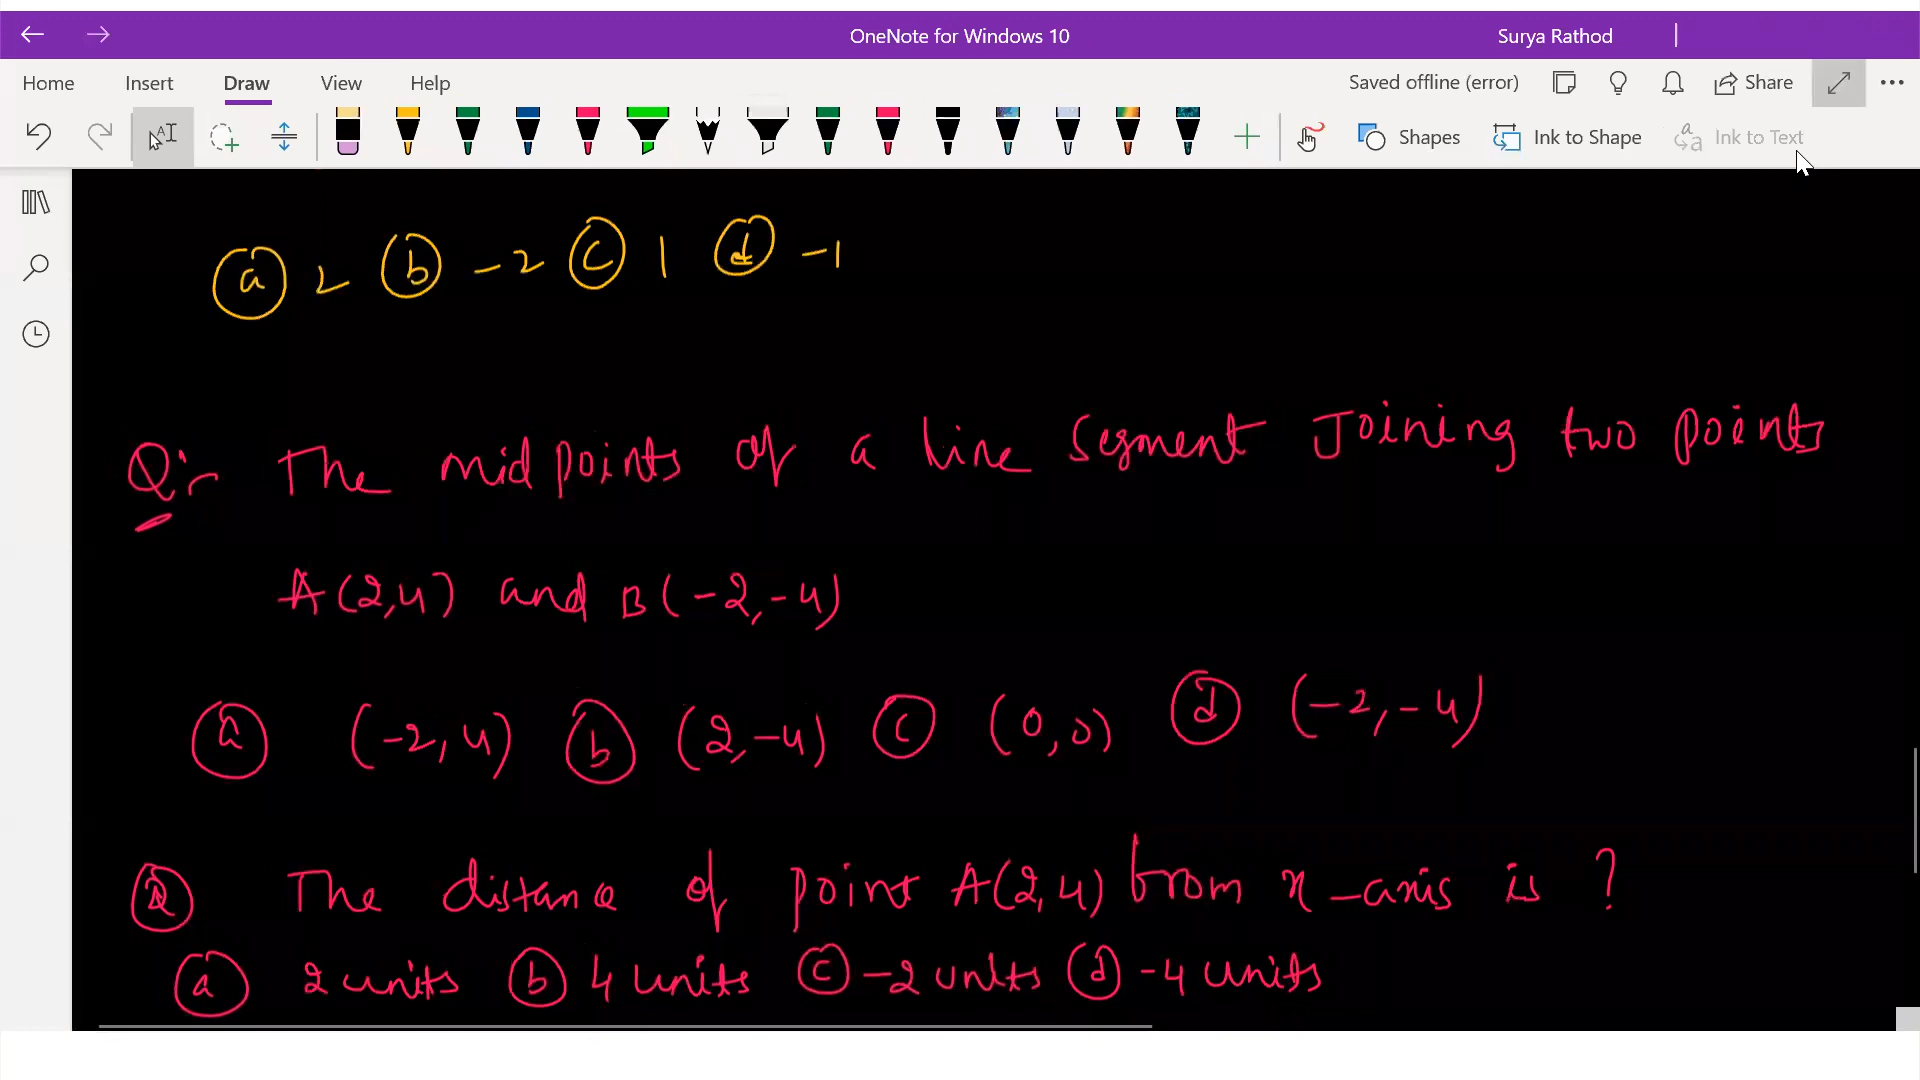 OneNote for Windows 10
Surya Rathod
Home Insert Draw View Help
Saved offline (error) Share
Shapes Ink to Shape Ink to Text
a 2 b -2 c 1 d -1
Q:- The midpoints of a line segment Joining two points
A(2,4) and B(-2,-4)
a (-2,4) b (2,-4) c (0,0) d (-2,-4)
Q The distance of point A(2,4) from x-axis is ?
a 2 units b 4 units c -2 units d -4 units